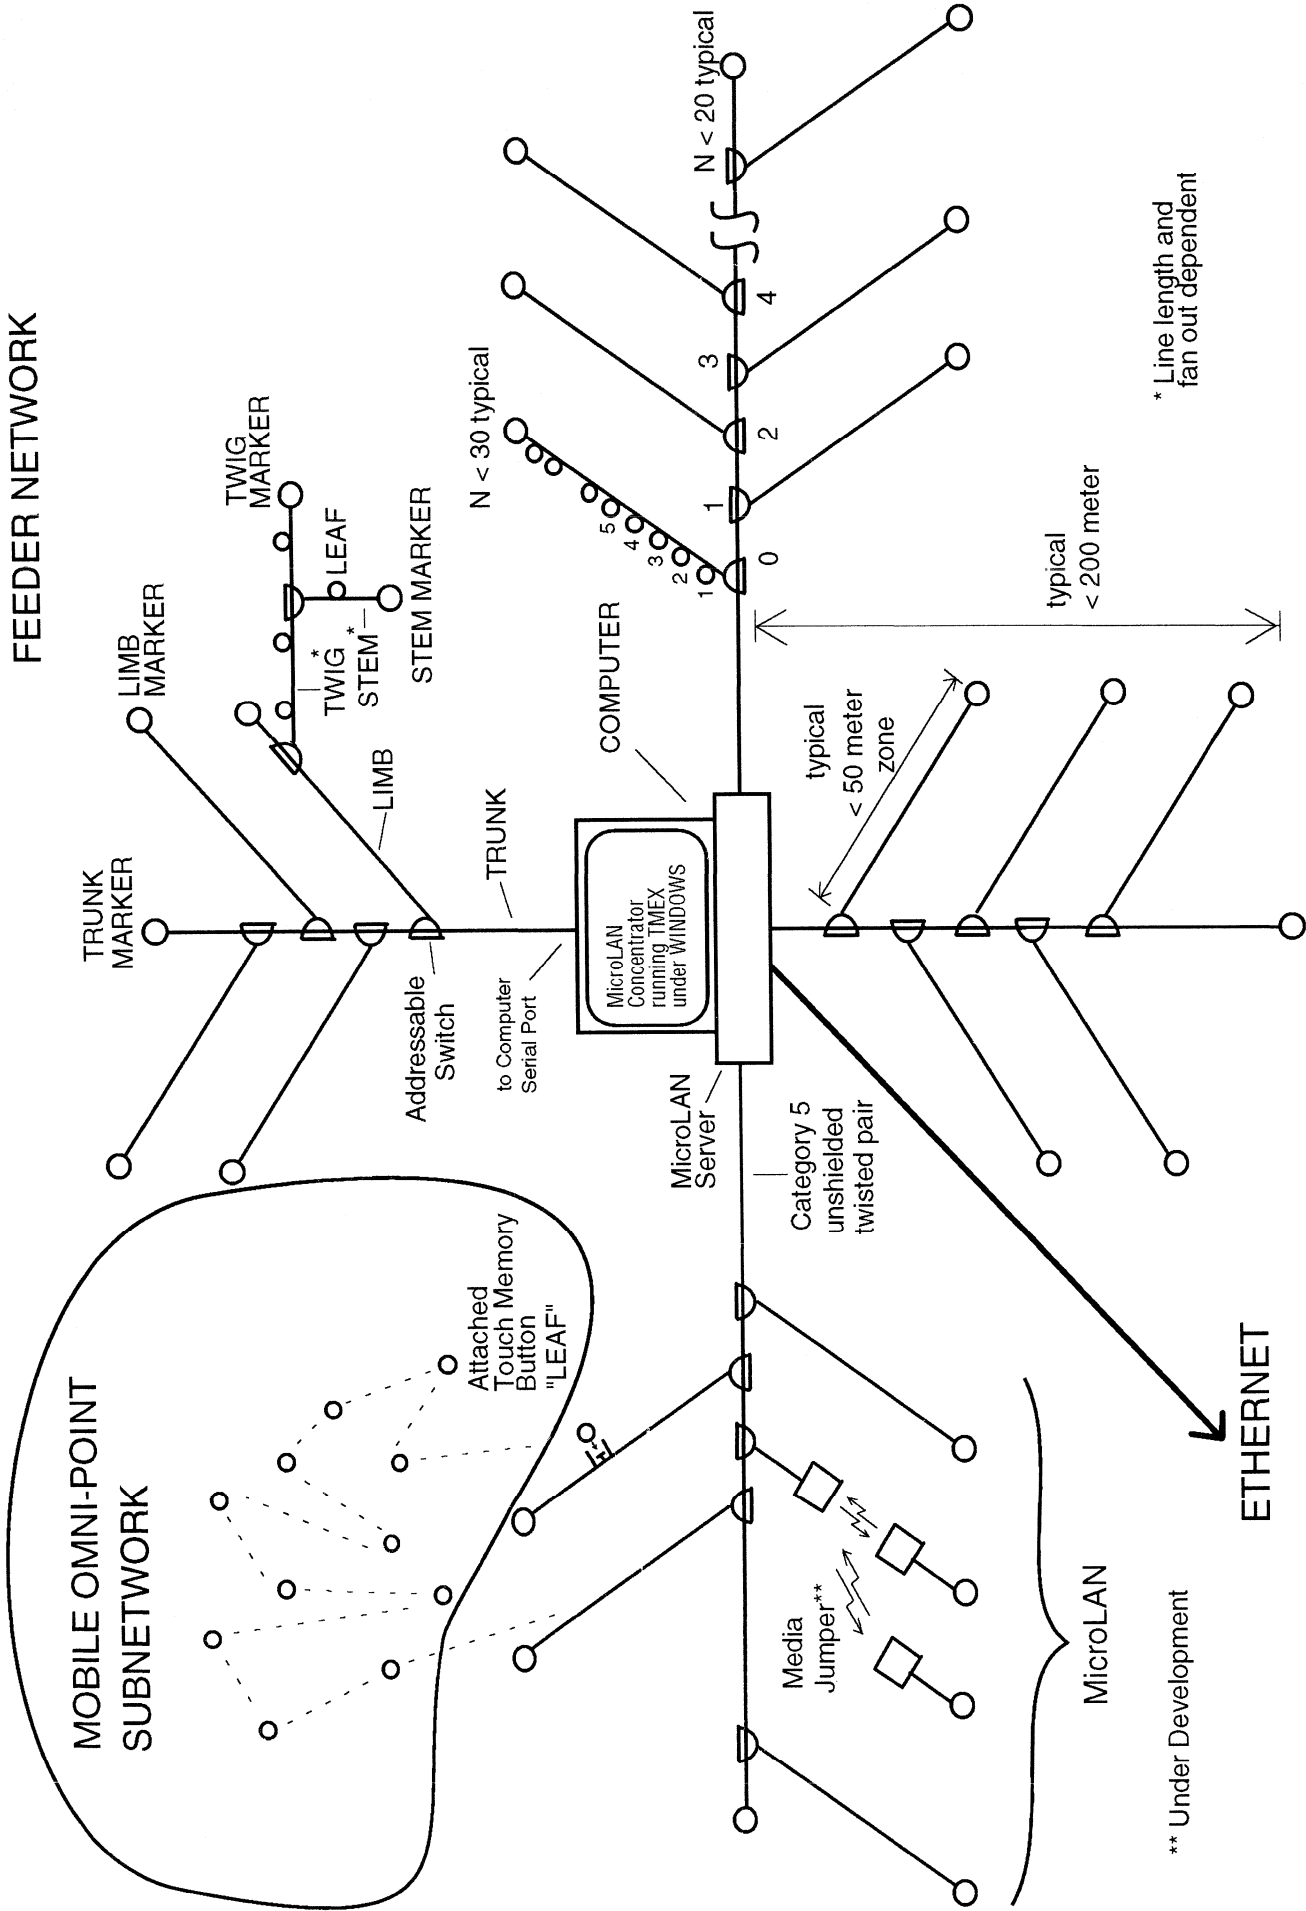 FEEDER NETWORK
MOBILE OMNI-POINT
SUBNETWORK
TRUNK
MARKER
LIMB
MARKER
TWIG
MARKER
LEAF
TWIG*
STEM*
STEM MARKER
LIMB
Addressable
Switch
TRUNK
to Computer
Serial Port
Attached
Touch Memory
Button
"LEAF"
N < 30 typical
1
2
3
4
5
COMPUTER
MicroLAN
Concentrator
running TMEX
under WINDOWS
MicroLAN
Server
N < 20 typical
0
1
2
3
4
Category 5
unshielded
twisted pair
typical
< 50 meter
zone
typical
< 200 meter
Media
Jumper**
MicroLAN
ETHERNET
* Line length and
fan out dependent
** Under Development